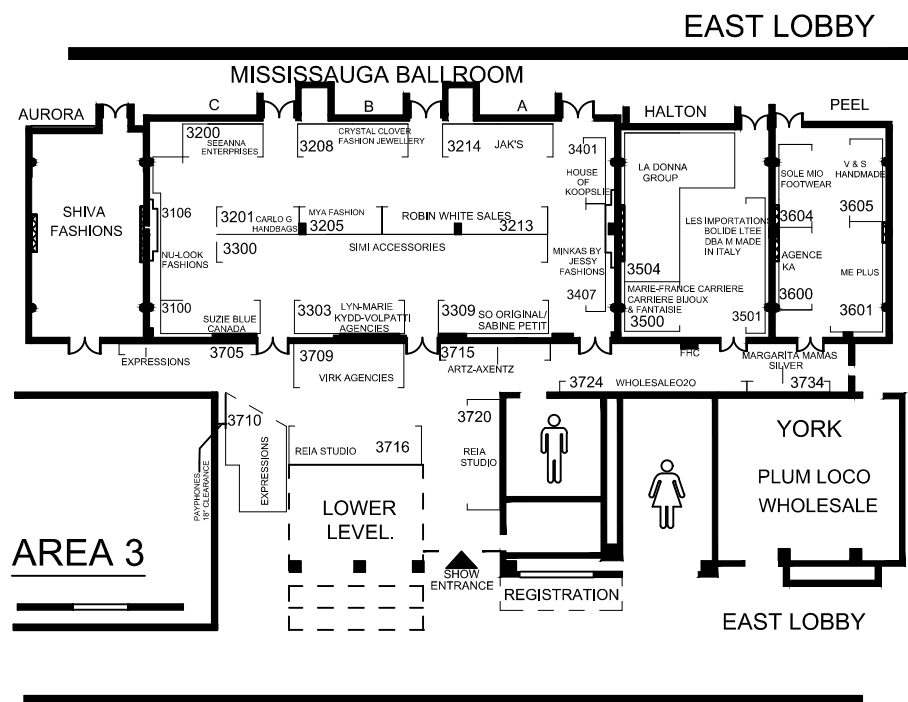 EAST LOBBY
MISSISSAUGA BALLROOM
AURORA
C
B
A
HALTON
PEEL
3200
SEEANNA
ENTERPRISES
3208
CRYSTAL CLOVER
FASHION JEWELLERY
3214
JAK'S
3401
HOUSE
OF
KOOPSLIE
LA DONNA
GROUP
SOLE MIO
FOOTWEAR
V & S
HANDMADE
3604
3605
SHIVA
FASHIONS
3106
3201
CARLO G
HANDBAGS
MYA FASHION
3205
ROBIN WHITE SALES
3213
3300
SIMI ACCESSORIES
NU-LOOK
FASHIONS
MINKAS BY
JESSY
FASHIONS
LES IMPORTATIONS
BOLIDE LTEE
DBA M MADE
IN ITALY
3504
AGENCE
KA
ME PLUS
3600
3601
3100
SUZIE BLUE
CANADA
3303
LYN-MARIE
KYDD-VOLPATTI
AGENCIES
3309
SO ORIGINAL/
SABINE PETIT
3407
MARIE-FRANCE CARRIERE
CARRIERE BIJOUX
& FANTAISIE
3500
3501
EXPRESSIONS
3705
3709
VIRK AGENCIES
3715
ARTZ-AXENTZ
FHC
MARGARITA MAMAS
SILVER
3724
WHOLESALEO2O
3734
3710
EXPRESSIONS
PAYPHONES
18" CLEARANCE
REIA STUDIO
3716
3720
REIA
STUDIO
YORK
PLUM LOCO
WHOLESALE
LOWER
LEVEL.
AREA 3
SHOW
ENTRANCE
REGISTRATION
EAST LOBBY